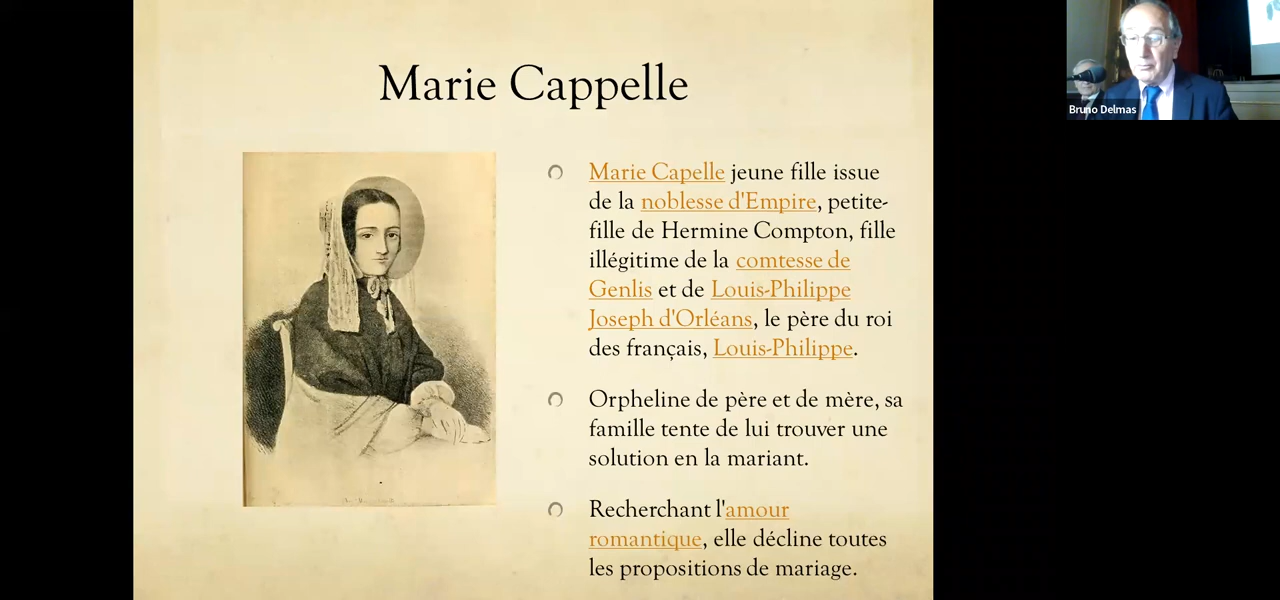 Marie Cappelle
Marie Capelle jeune fille issue
de la noblesse d'Empire, petite-
fille de Hermine Compton, fille
illégitime de la comtesse de
Genlis et de Louis-Philippe
Joseph d'Orléans, le père du roi
des français, Louis-Philippe.
Orpheline de père et de mère, sa
famille tente de lui trouver une
solution en la mariant.
Recherchant l'amour
romantique, elle décline toutes
les propositions de mariage.
Bruno Delmas